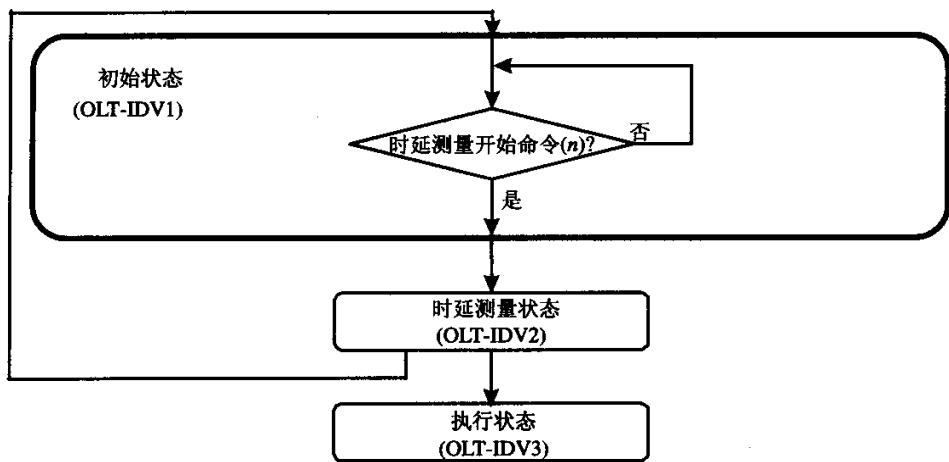 初始状态
(OLT-IDV1)
时延测量开始命令(n)?
否
是
时延测量状态
(OLT-IDV2)
执行状态
(OLT-IDV3)